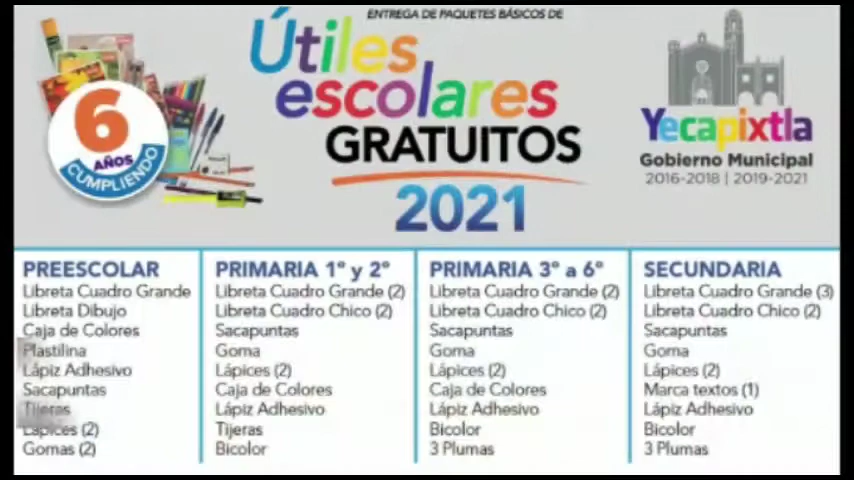 ENTREGA DE PAQUETES BÁSICOS DE
Útiles
escolares
GRATUITOS
2021
6
AÑOS
CUMPLIENDO
Yecapixtla
Gobierno Municipal
2016-2018 | 2019-2021
PREESCOLAR
Libreta Cuadro Grande
Libreta Dibujo
Caja de Colores
Plastilina
Lápiz Adhesivo
Sacapuntas
Tijeras
Lápices (2)
Gomas (2)
PRIMARIA 1° y 2°
Libreta Cuadro Grande (2)
Libreta Cuadro Chico (2)
Sacapuntas
Goma
Lápices (2)
Caja de Colores
Lápiz Adhesivo
Tijeras
Bicolor
PRIMARIA 3° a 6°
Libreta Cuadro Grande (2)
Libreta Cuadro Chico (2)
Sacapuntas
Goma
Lápices (2)
Caja de Colores
Lápiz Adhesivo
Bicolor
3 Plumas
SECUNDARIA
Libreta Cuadro Grande (3)
Libreta Cuadro Chico (2)
Sacapuntas
Goma
Lápices (2)
Marca textos (1)
Lápiz Adhesivo
Bicolor
3 Plumas